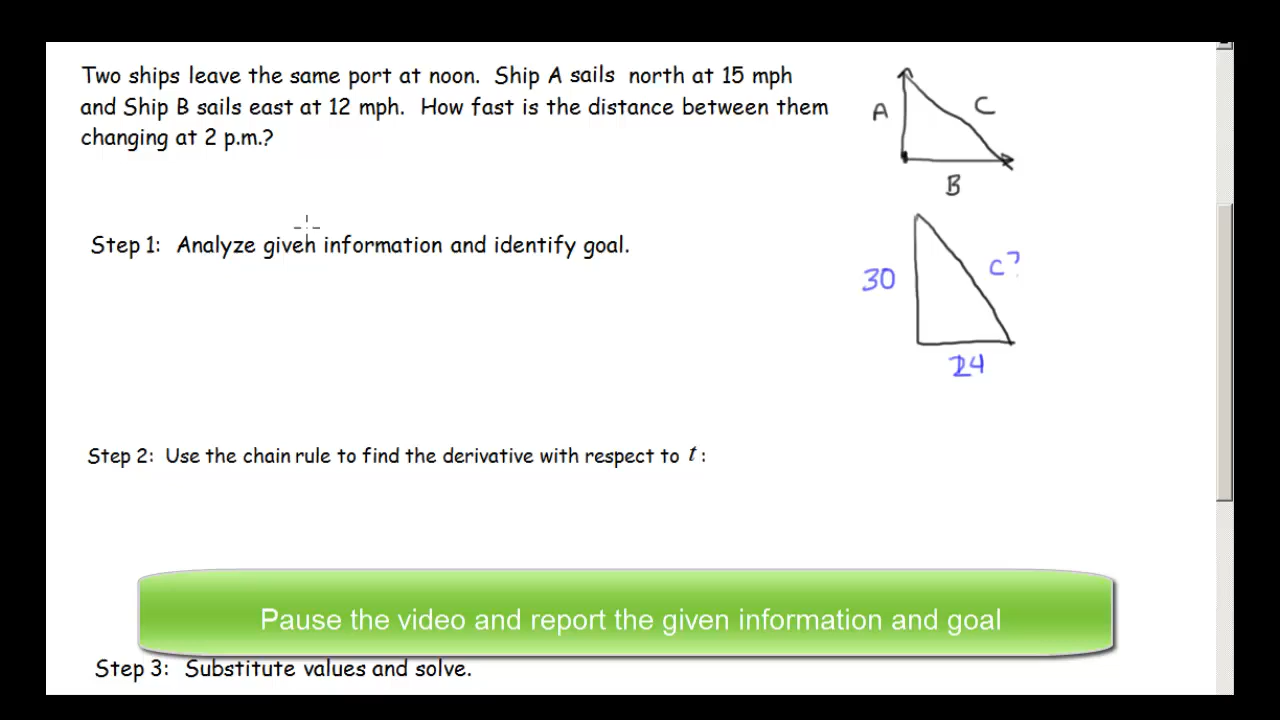 Two ships leave the same port at noon. Ship A sails north at 15 mph
and Ship B sails east at 12 mph. How fast is the distance between them
changing at 2 p.m.?
A
C
B
Step 1: Analyze given information and identify goal.
30
C?
24
Step 2: Use the chain rule to find the derivative with respect to t:
Pause the video and report the given information and goal
Step 3: Substitute values and solve.